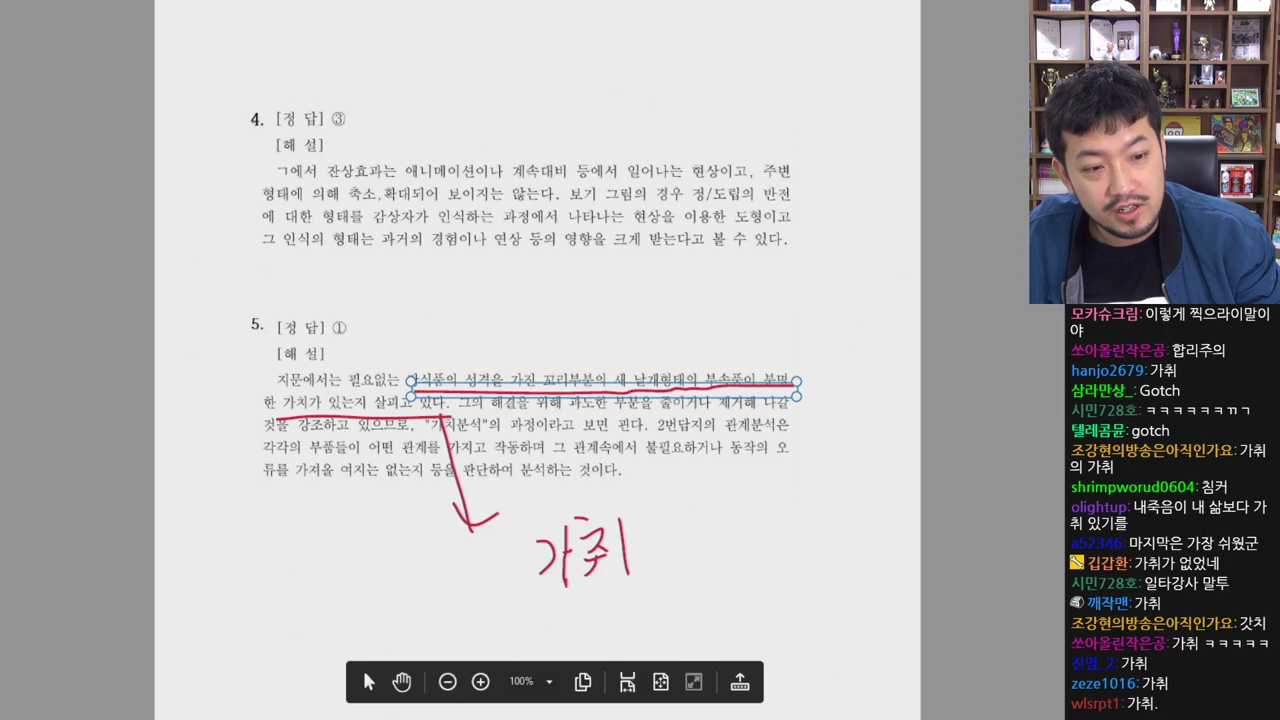 4. [정 답] ③
[해 설]
ㄱ에서 잔상효과는 애니메이션이나 계속대비 등에서 일어나는 현상이고, 주변
형태에 의해 축소,확대되어 보이지는 않는다. 보기 그림의 경우 정/도립의 반전
에 대한 형태를 감상자가 인식하는 과정에서 나타나는 현상을 이용한 도형이고
그 인식의 형태는 과거의 경험이나 연상 등의 영향을 크게 받는다고 볼 수 있다.
5. [정 답] ①
[해 설]
지문에서는 필요없는 성격을 가진 꼬리부분의 새 날개형태의 부속품이 분명
한 가치가 있는지 살피고 있다. 그의 해결을 위해 과도한 부분을 줄이거나 제거해 나갈
것을 강조하고 있으므로, "가치분석"의 과정이라고 보면 된다. 2번답지의 관계분석은
각각의 부품들이 어떤 관계를 가지고 작동하며 그 관계속에서 불필요하거나 동작의 오
류를 가져올 여지는 없는지 등을 판단하여 분석하는 것이다.
가취
100%
모카슈크림: 이렇게 찍으라이말이
야
쏘아올린작은공: 합리주의
hanjo2679: 가취
삼라만상_: Gotch
시민728호: ㅋㅋㅋㅋㅋㅋㄲㄱ
텔레콤문: gotch
조강현의방송은아직인가요: 가취
의 가취
shrimpworud0604: 침커
olightup: 내죽음이 내 삶보다 가
취 있기를
a52346: 마지막은 가장 쉬웠군
김갑환: 가취가 없었네
시민728호: 일타강사 말투
깨작맨: 가취
조강현의방송은아직인가요: 갓치
쏘아올린작은공: 가취 ㅋㅋㅋㅋㅋ
진멈_2: 가취
zeze1016: 가취
wlsrpt1: 가취.